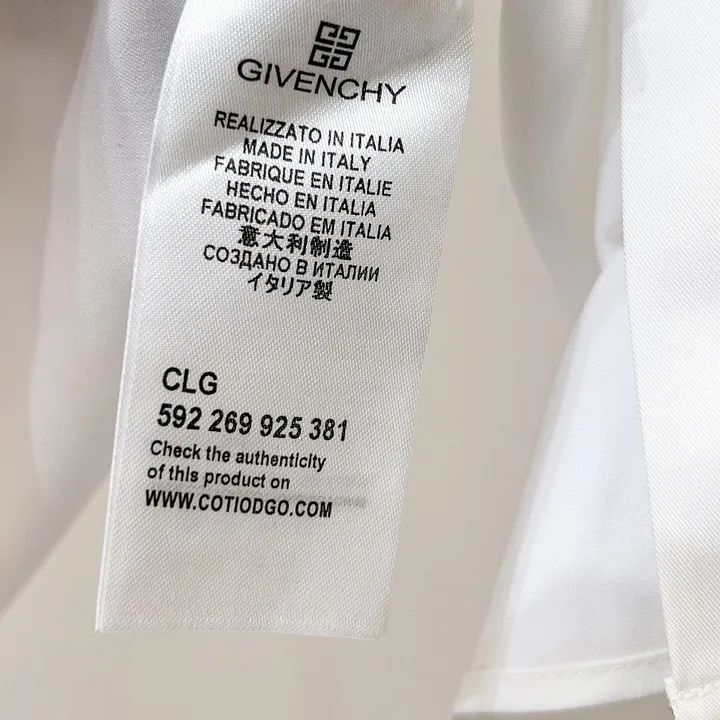 GIVENCHY
REALIZZATO IN ITALIA
MADE IN ITALY
FABRIQUE EN ITALIE
HECHO EN ITALIA
FABRICADO EM ITALIA
意大利制造
СОЗДАНО В ИТАЛИИ
イタリア製
CLG
592 269 925 381
Check the authenticity
of this product on
WWW.COTIODGO.COM